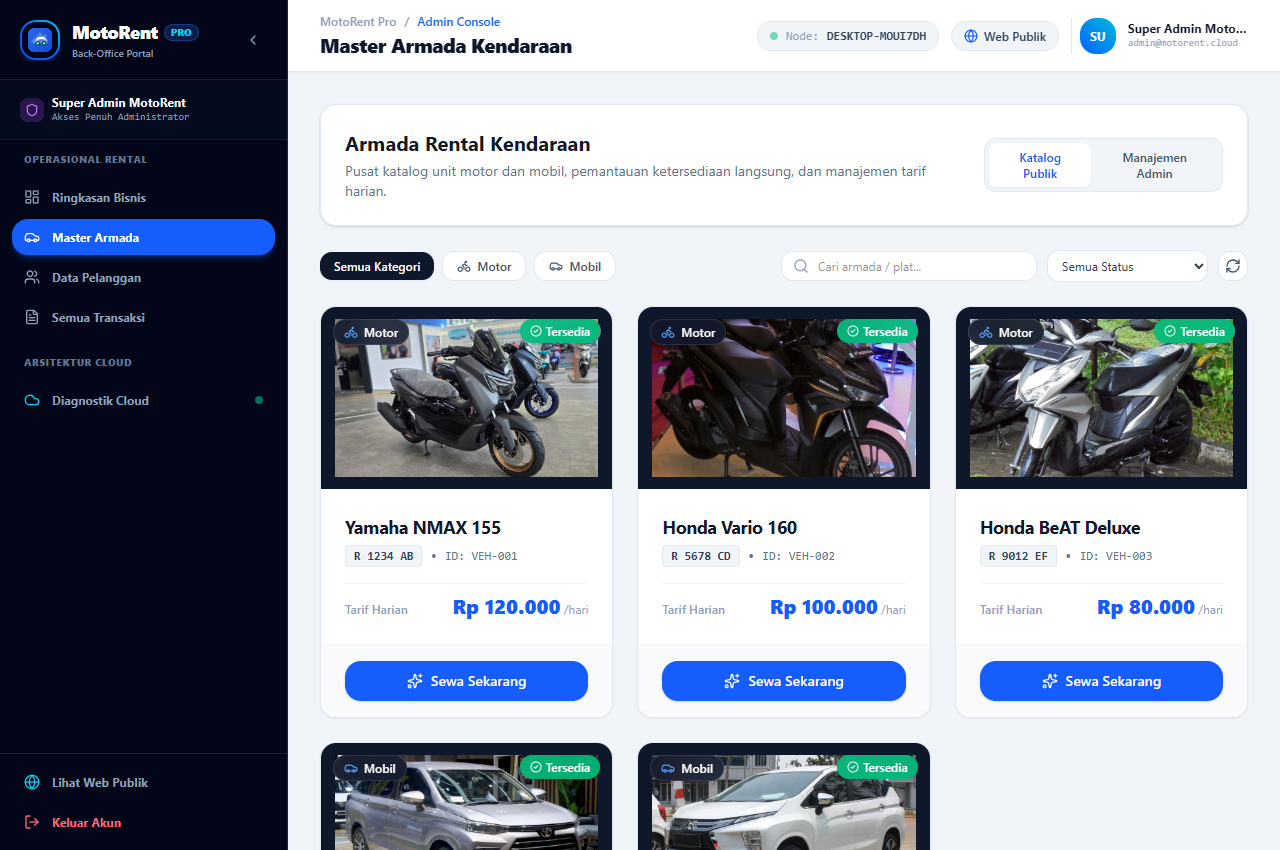 MotoRent PRO
Back-Office Portal
Super Admin MotoRent
Akses Penuh Administrator
OPERASIONAL RENTAL
Ringkasan Bisnis
Master Armada
Data Pelanggan
Semua Transaksi
ARSITEKTUR CLOUD
Diagnostik Cloud
Lihat Web Publik
Keluar Akun
MotoRent Pro / Admin Console
Master Armada Kendaraan
Node: DESKTOP-MOUI7DH
Web Publik
SU
Super Admin Moto...
admin@motorent.cloud
Armada Rental Kendaraan
Pusat katalog unit motor dan mobil, pemantauan ketersediaan langsung, dan manajemen tarif
harian.
Katalog
Publik
Manajemen
Admin
Semua Kategori
Motor
Mobil
Cari armada / plat...
Semua Status
Motor
Tersedia
Yamaha NMAX 155
R 1234 AB • ID: VEH-001
Tarif Harian Rp 120.000 /hari
Sewa Sekarang
Motor
Tersedia
Honda Vario 160
R 5678 CD • ID: VEH-002
Tarif Harian Rp 100.000 /hari
Sewa Sekarang
Motor
Tersedia
Honda BeAT Deluxe
R 9012 EF • ID: VEH-003
Tarif Harian Rp 80.000 /hari
Sewa Sekarang
Mobil
Tersedia
Mobil
Tersedia